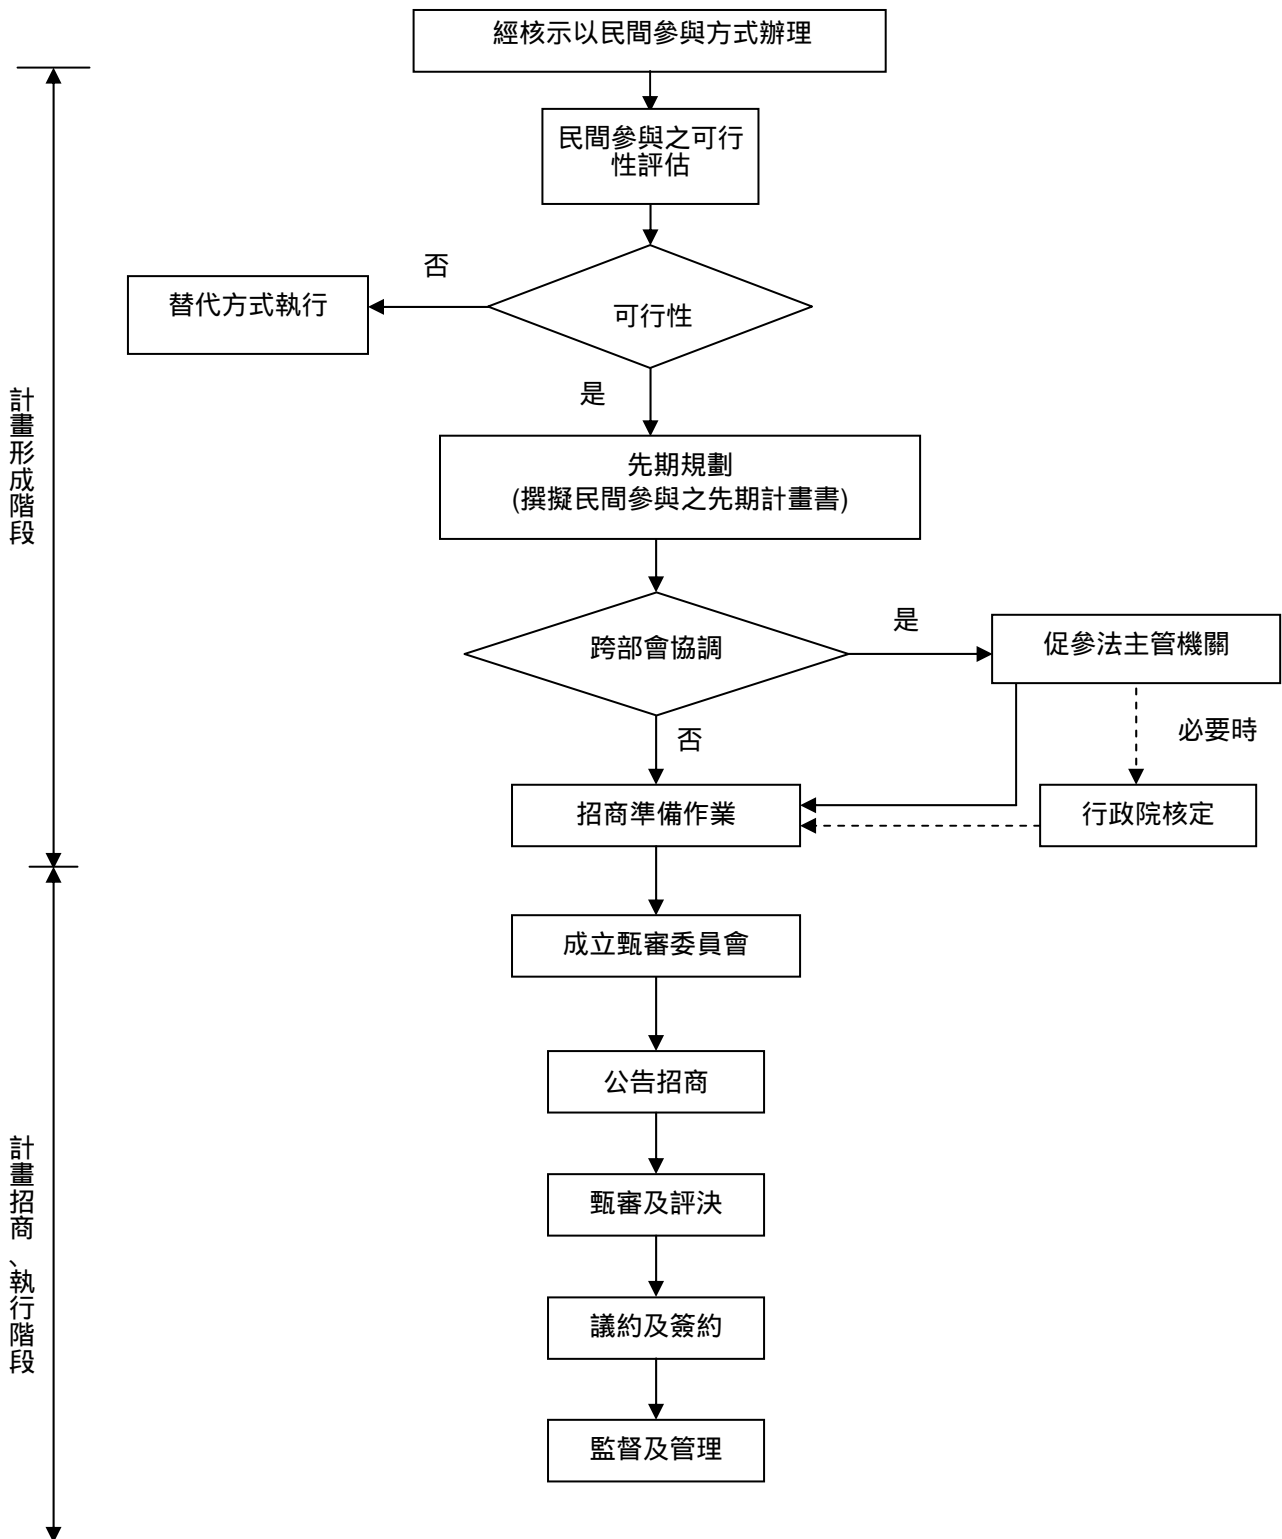 經核示以民間參與方式辦理
民間參與之可行
性評估
否
替代方式執行
可行性
是
計畫形成階段
先期規劃
(撰擬民間參與之先期計畫書)
是
跨部會協調
促參法主管機關
否
必要時
招商準備作業
行政院核定
成立甄審委員會
公告招商
計畫招商、執行階段
甄審及評決
議約及簽約
監督及管理